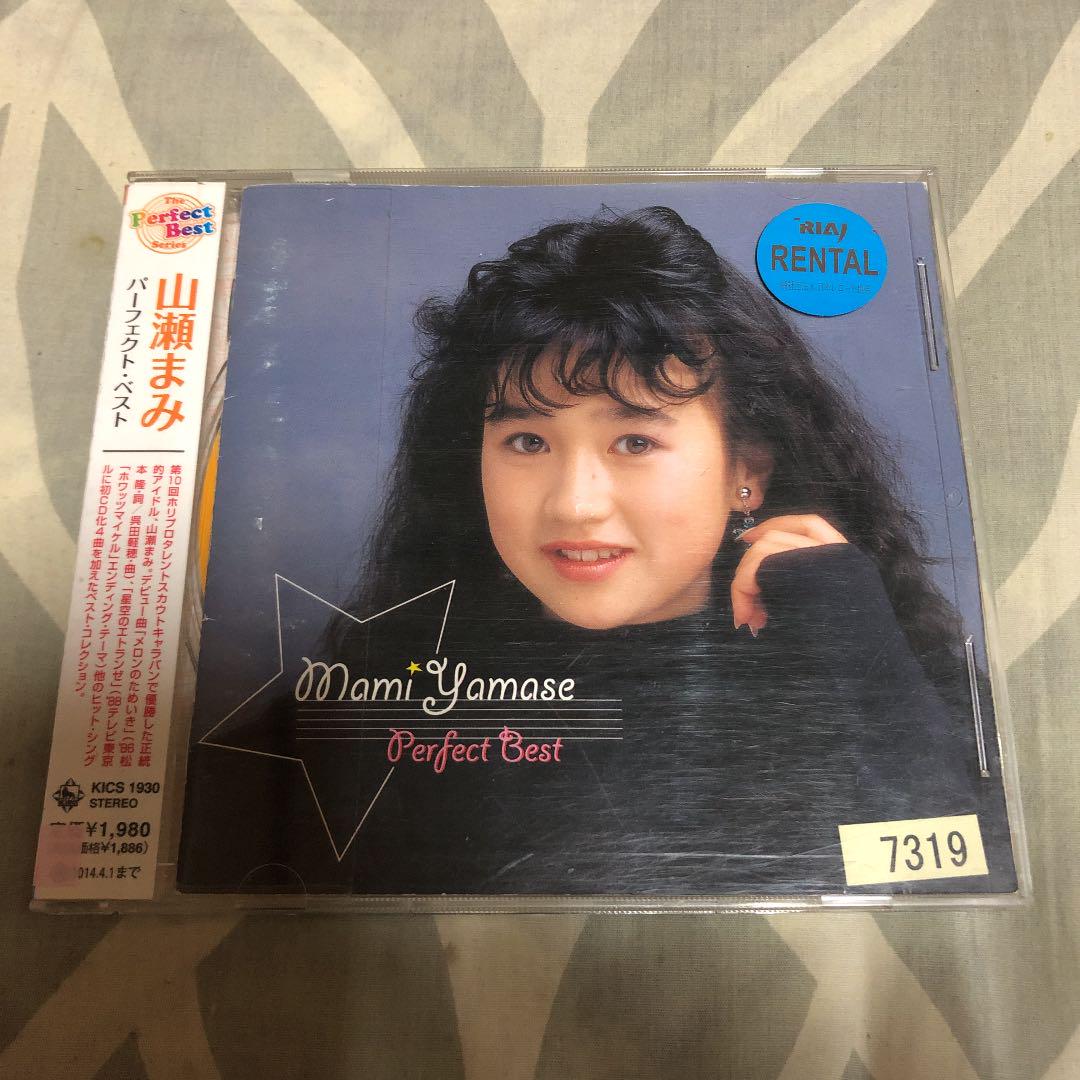 The
Perfect
Best
Series
山瀬まみ
パーフェクト・ベスト
第10回ホリプロタレントスカウトキャラバンで優勝した正統
的アイドル、山瀬まみ。デビュー曲「メロンのためいき」('86松
本 隆・詞/呉田軽穂・曲)、「星空のエトランゼ」('88テレビ東京
「ホワッツマイケル」エンディング・テーマ)他のヒット・シング
ルに初CD化4曲を加えたベスト・コレクション。
KICS 1930
STEREO
¥1,980
価格¥1,886)
014.4.1まで
RIAJ
RENTAL
Mami Yamase
Perfect Best
7319